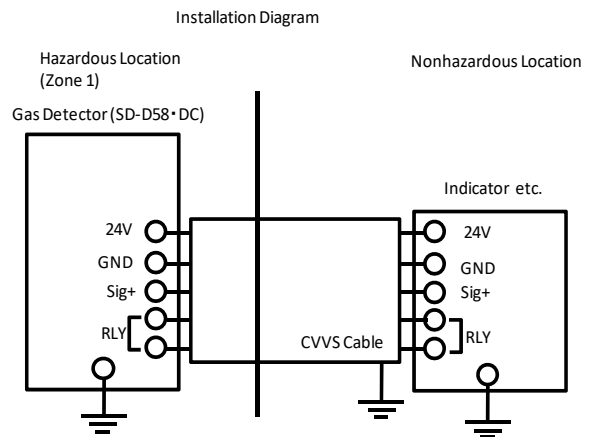 Installation Diagram
Hazardous Location
(Zone 1)
Nonhazardous Location
Gas Detector (SD-D58・DC)
Indicator etc.
24V
GND
Sig+
RLY
CVVS Cable
24V
GND
Sig+
RLY